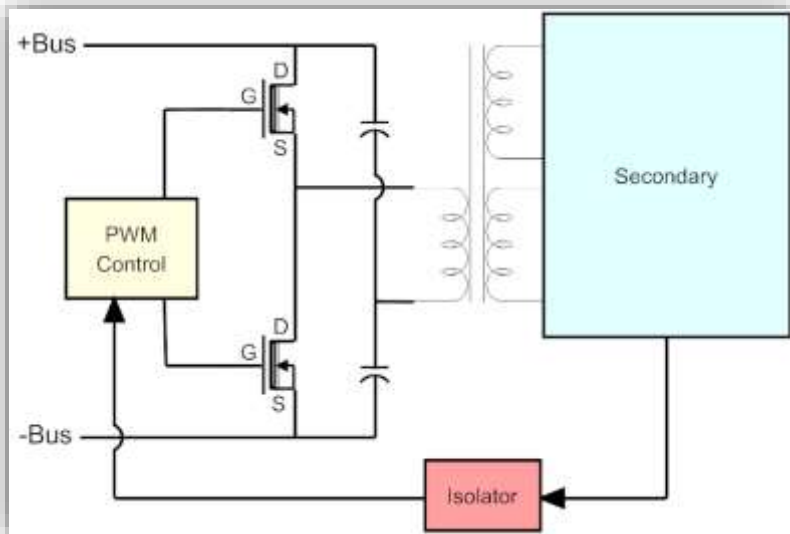 +Bus
D
G
S
PWM
Control
Secondary
D
G
S
-Bus
Isolator